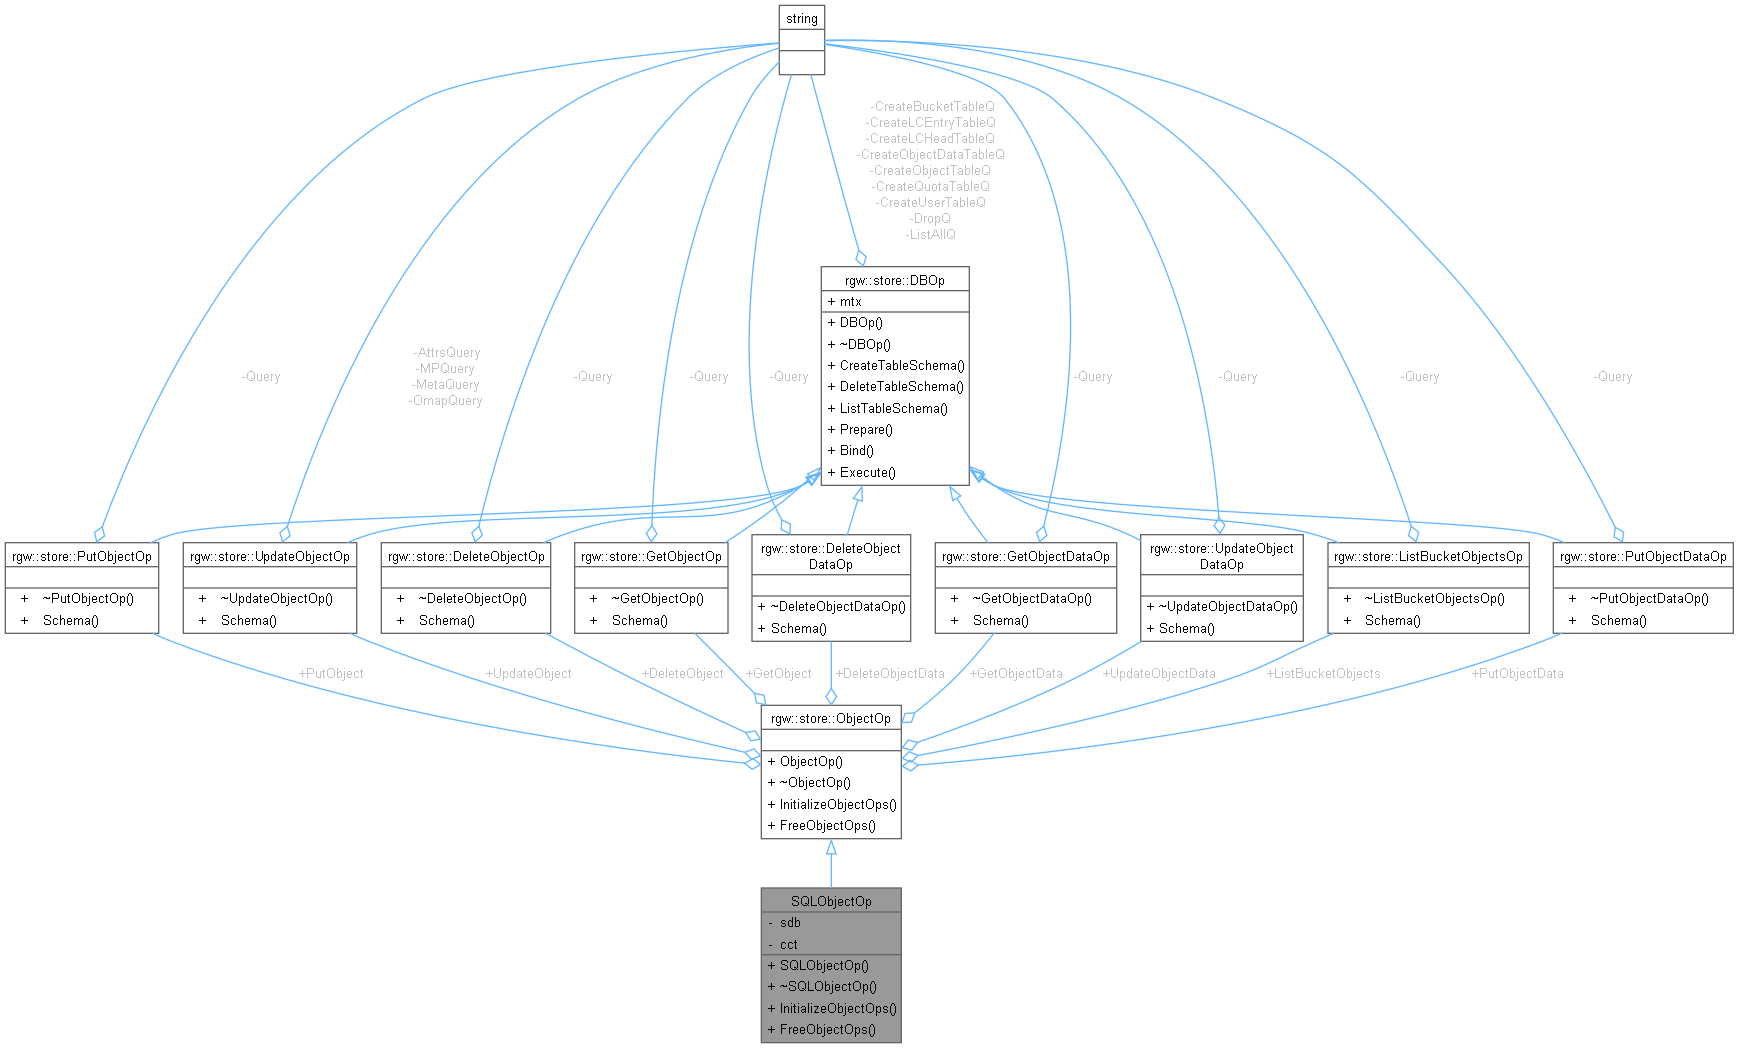 string
-CreateBucketTableQ
-CreateLCEntryTableQ
-CreateLCHeadTableQ
-CreateObjectDataTableQ
-CreateObjectTableQ
-CreateQuotaTableQ
-CreateUserTableQ
-DropQ
-ListAllQ
rgw::store::DBOp
+ mtx
+ DBOp()
+ ~DBOp()
+ CreateTableSchema()
+ DeleteTableSchema()
+ ListTableSchema()
+ Prepare()
+ Bind()
+ Execute()
-Query
-AttrsQuery
-MPQuery
-MetaQuery
-OmapQuery
-Query
-Query
-Query
-Query
-Query
-Query
-Query
rgw::store::PutObjectOp
+ ~PutObjectOp()
+ Schema()
rgw::store::UpdateObjectOp
+ ~UpdateObjectOp()
+ Schema()
rgw::store::DeleteObjectOp
+ ~DeleteObjectOp()
+ Schema()
rgw::store::GetObjectOp
+ ~GetObjectOp()
+ Schema()
rgw::store::DeleteObject
DataOp
+ ~DeleteObjectDataOp()
+ Schema()
rgw::store::GetObjectDataOp
+ ~GetObjectDataOp()
+ Schema()
rgw::store::UpdateObject
DataOp
+ ~UpdateObjectDataOp()
+ Schema()
rgw::store::ListBucketObjectsOp
+ ~ListBucketObjectsOp()
+ Schema()
rgw::store::PutObjectDataOp
+ ~PutObjectDataOp()
+ Schema()
+PutObject
+UpdateObject
+DeleteObject
+GetObject
+DeleteObjectData
+GetObjectData
+UpdateObjectData
+ListBucketObjects
+PutObjectData
rgw::store::ObjectOp
+ ObjectOp()
+ ~ObjectOp()
+ InitializeObjectOps()
+ FreeObjectOps()
SQLObjectOp
- sdb
- cct
+ SQLObjectOp()
+ ~SQLObjectOp()
+ InitializeObjectOps()
+ FreeObjectOps()